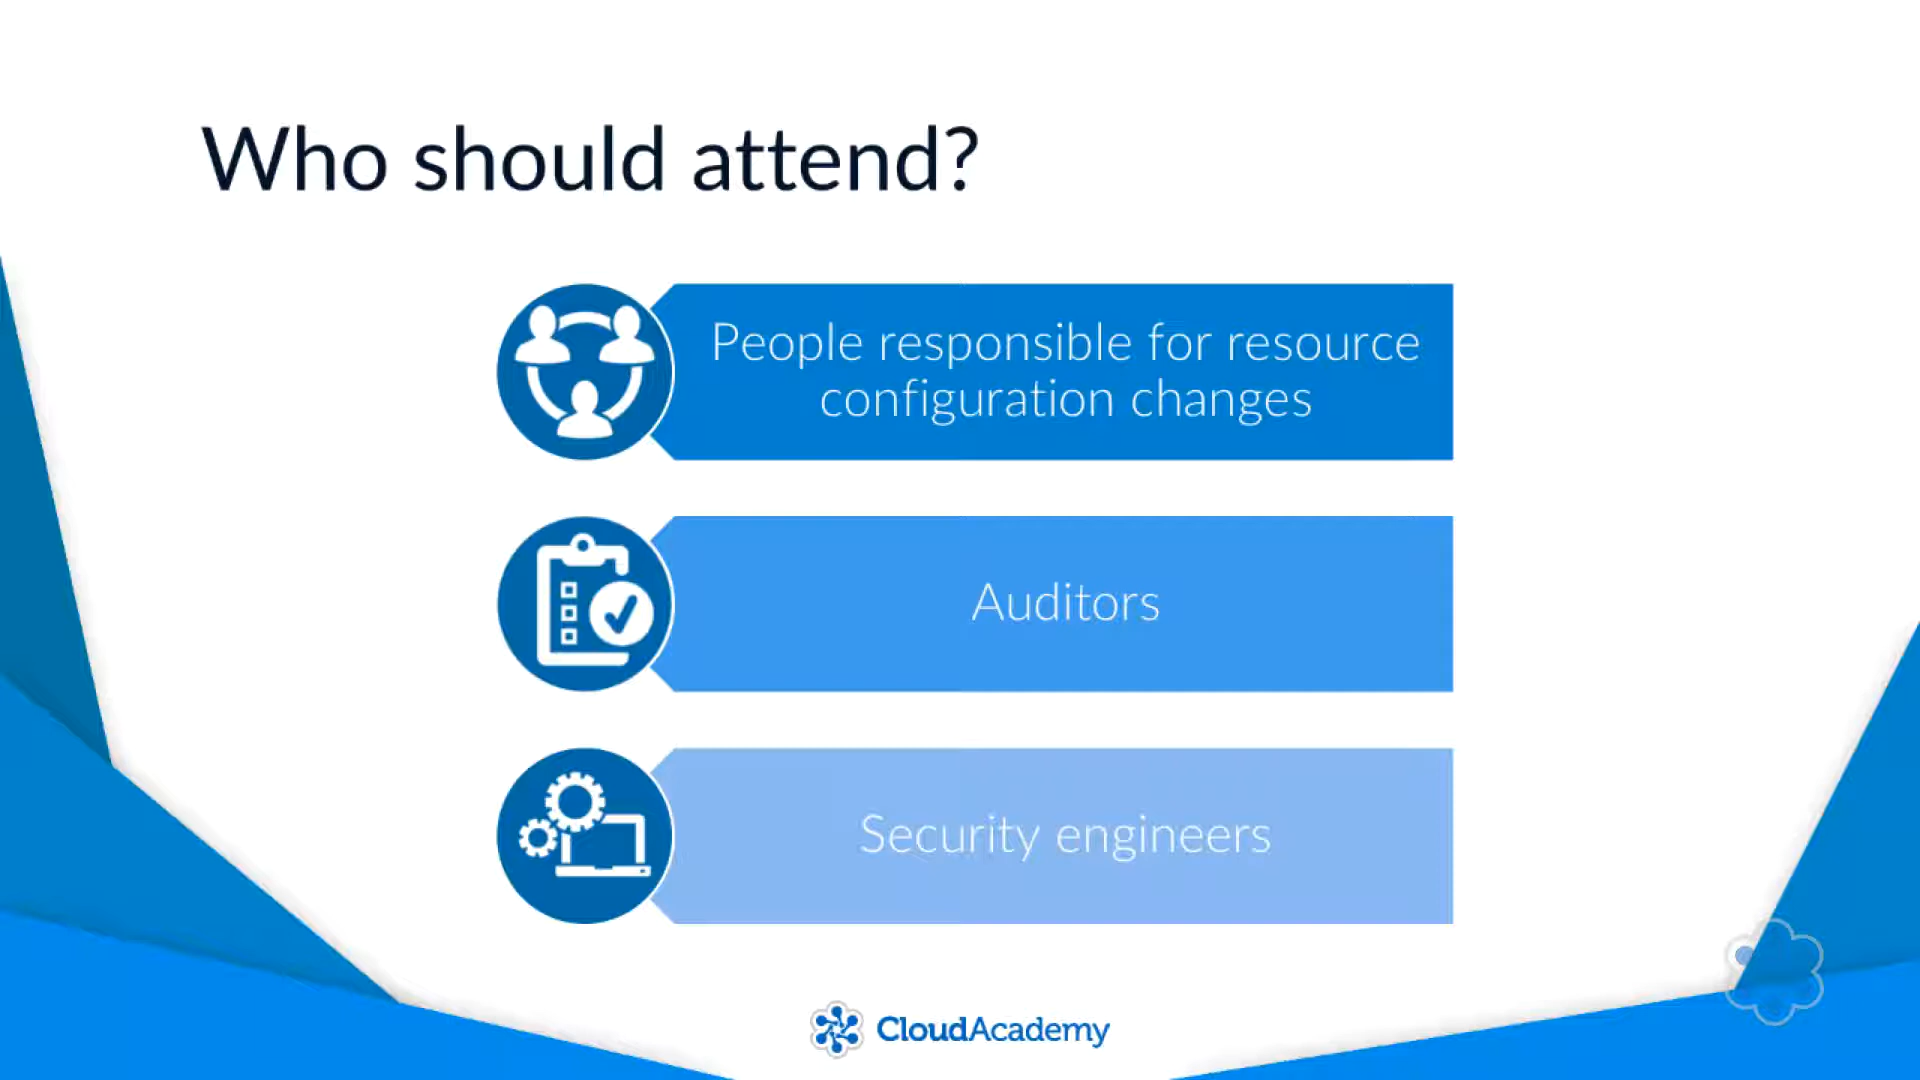 Who should attend?
People responsible for resource
configuration changes
Auditors
Security engineers
CloudAcademy